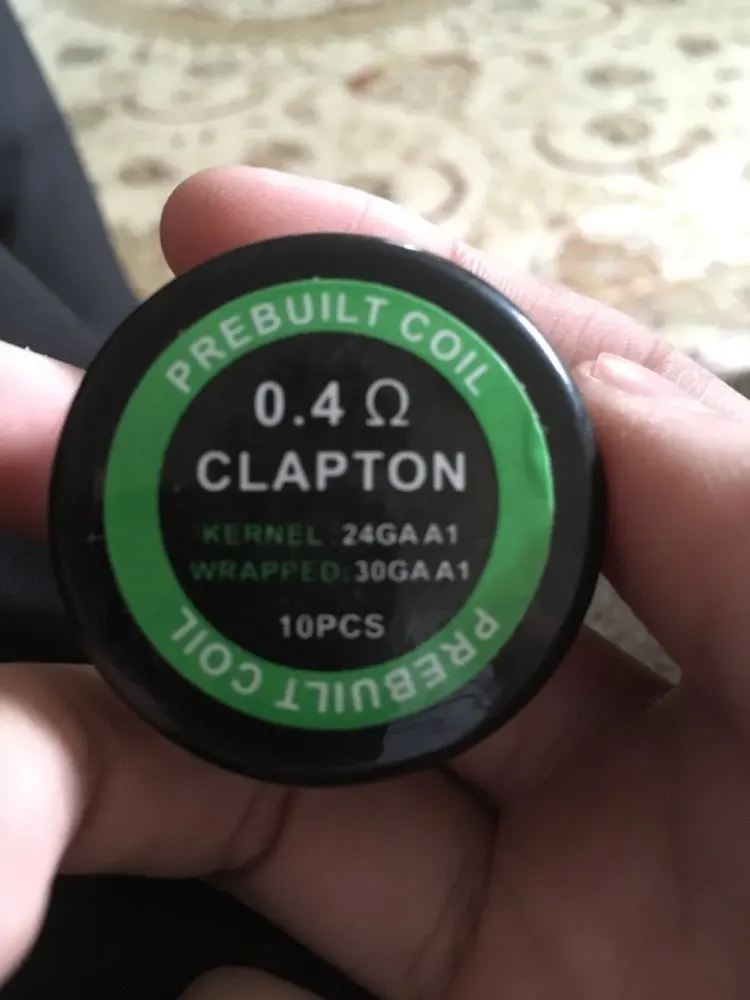 PREBUILT COIL
0.4 Ω
CLAPTON
KERNEL:24GA A1
WRAPPED:30GA A1
10PCS
PREBUILT COIL